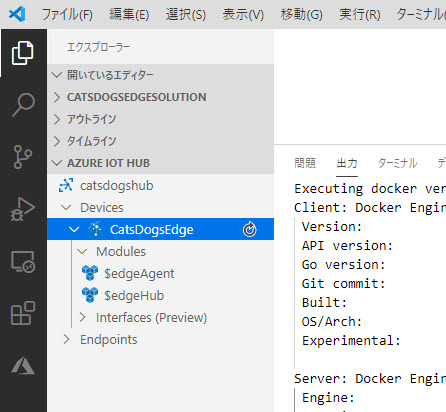 ファイル(F) 編集(E) 選択(S) 表示(V) 移動(G) 実行(R) ターミナル
エクスプローラー
開いているエディター
CATSDOGSEDGESOLUTION
アウトライン
タイムライン
AZURE IOT HUB
catsdogshub
Devices
CatsDogsEdge
Modules
$edgeAgent
$edgeHub
Interfaces (Preview)
Endpoints
問題 出力 ターミナル デ
Executing docker ver
Client: Docker Engin
Version:
API version:
Go version:
Git commit:
Built:
OS/Arch:
Experimental:
Server: Docker Engin
Engine: